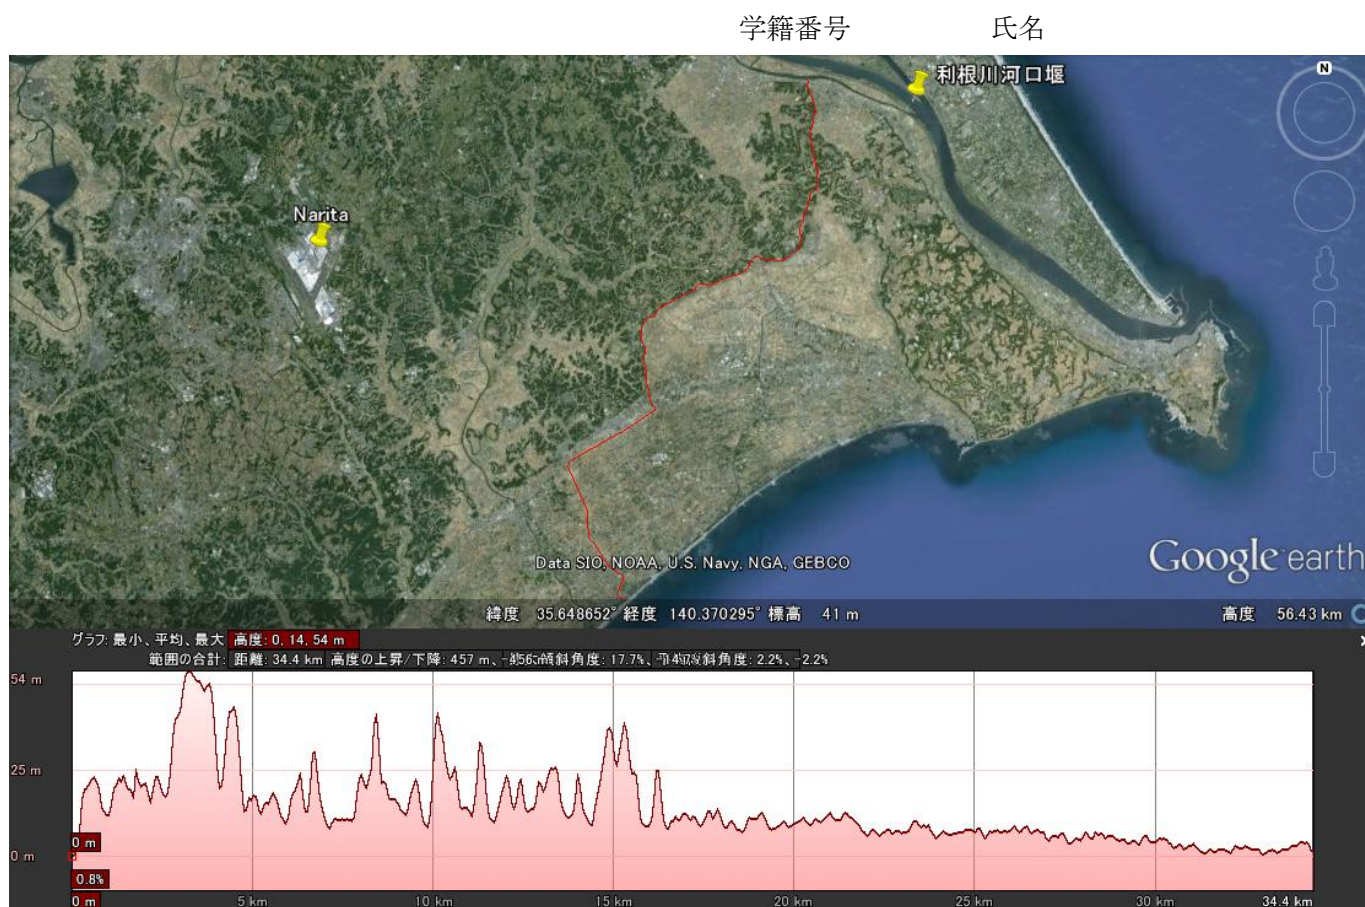 学籍番号 氏名
利根川河口堰
N
Narita
Data SIO, NOAA, U.S. Navy, NGA, GEBCO
Google earth
緯度 35.648652° 経度 140.370295° 標高 41 m 高度 56.43 km
グラフ: 最小、平均、最大 高度: 0, 14, 54 m
範囲の合計: 距離: 34.4 km 高度の上昇/下降: 457 m、 傾斜角度: 17.7%、 斜角度: 2.2%、-2.2%
54 m
25 m
0 m
0 m
0.8%
0 m 5 km 10 km 15 km 20 km 25 km 30 km 34.4 km